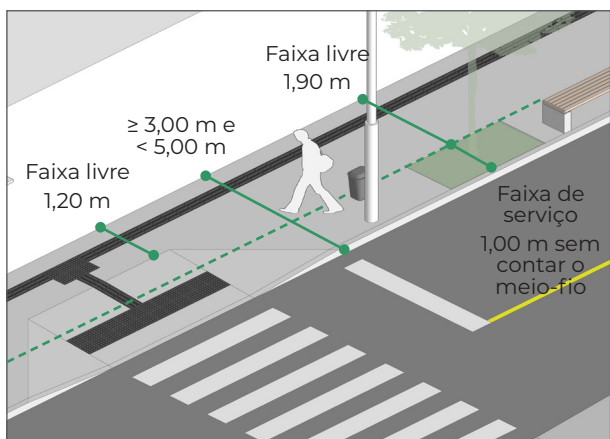 Faixa livre
1,90 m
≥ 3,00 m e
< 5,00 m
Faixa livre
1,20 m
Faixa de
serviço
1,00 m sem
contar o
meio-fio